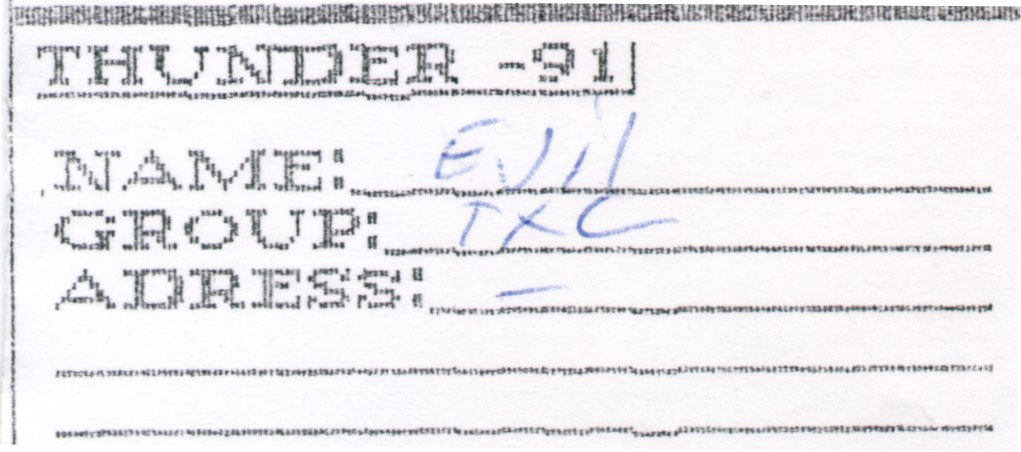 THUNDER -91
NAME: Evil
GROUP: TXC
ADRESS: —